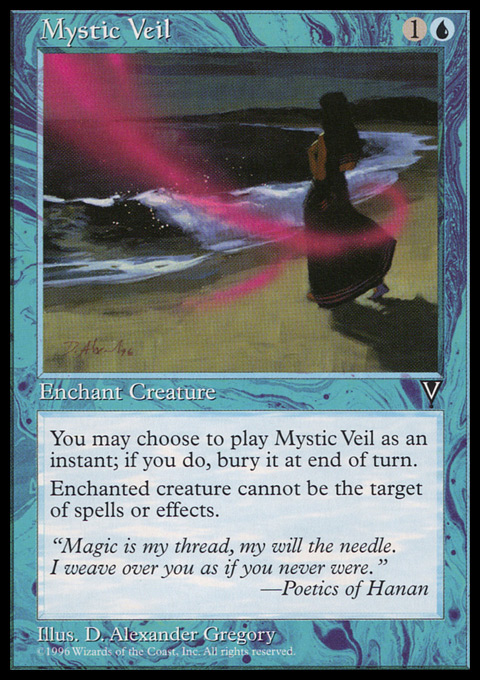 Mystic Veil 1
Enchant Creature
V
You may choose to play Mystic Veil as an
instant; if you do, bury it at end of turn.
Enchanted creature cannot be the target
of spells or effects.
“Magic is my thread, my will the needle.
I weave over you as if you never were.”
—Poetics of Hanan
Illus. D. Alexander Gregory
©1996 Wizards of the Coast, Inc. All rights reserved.